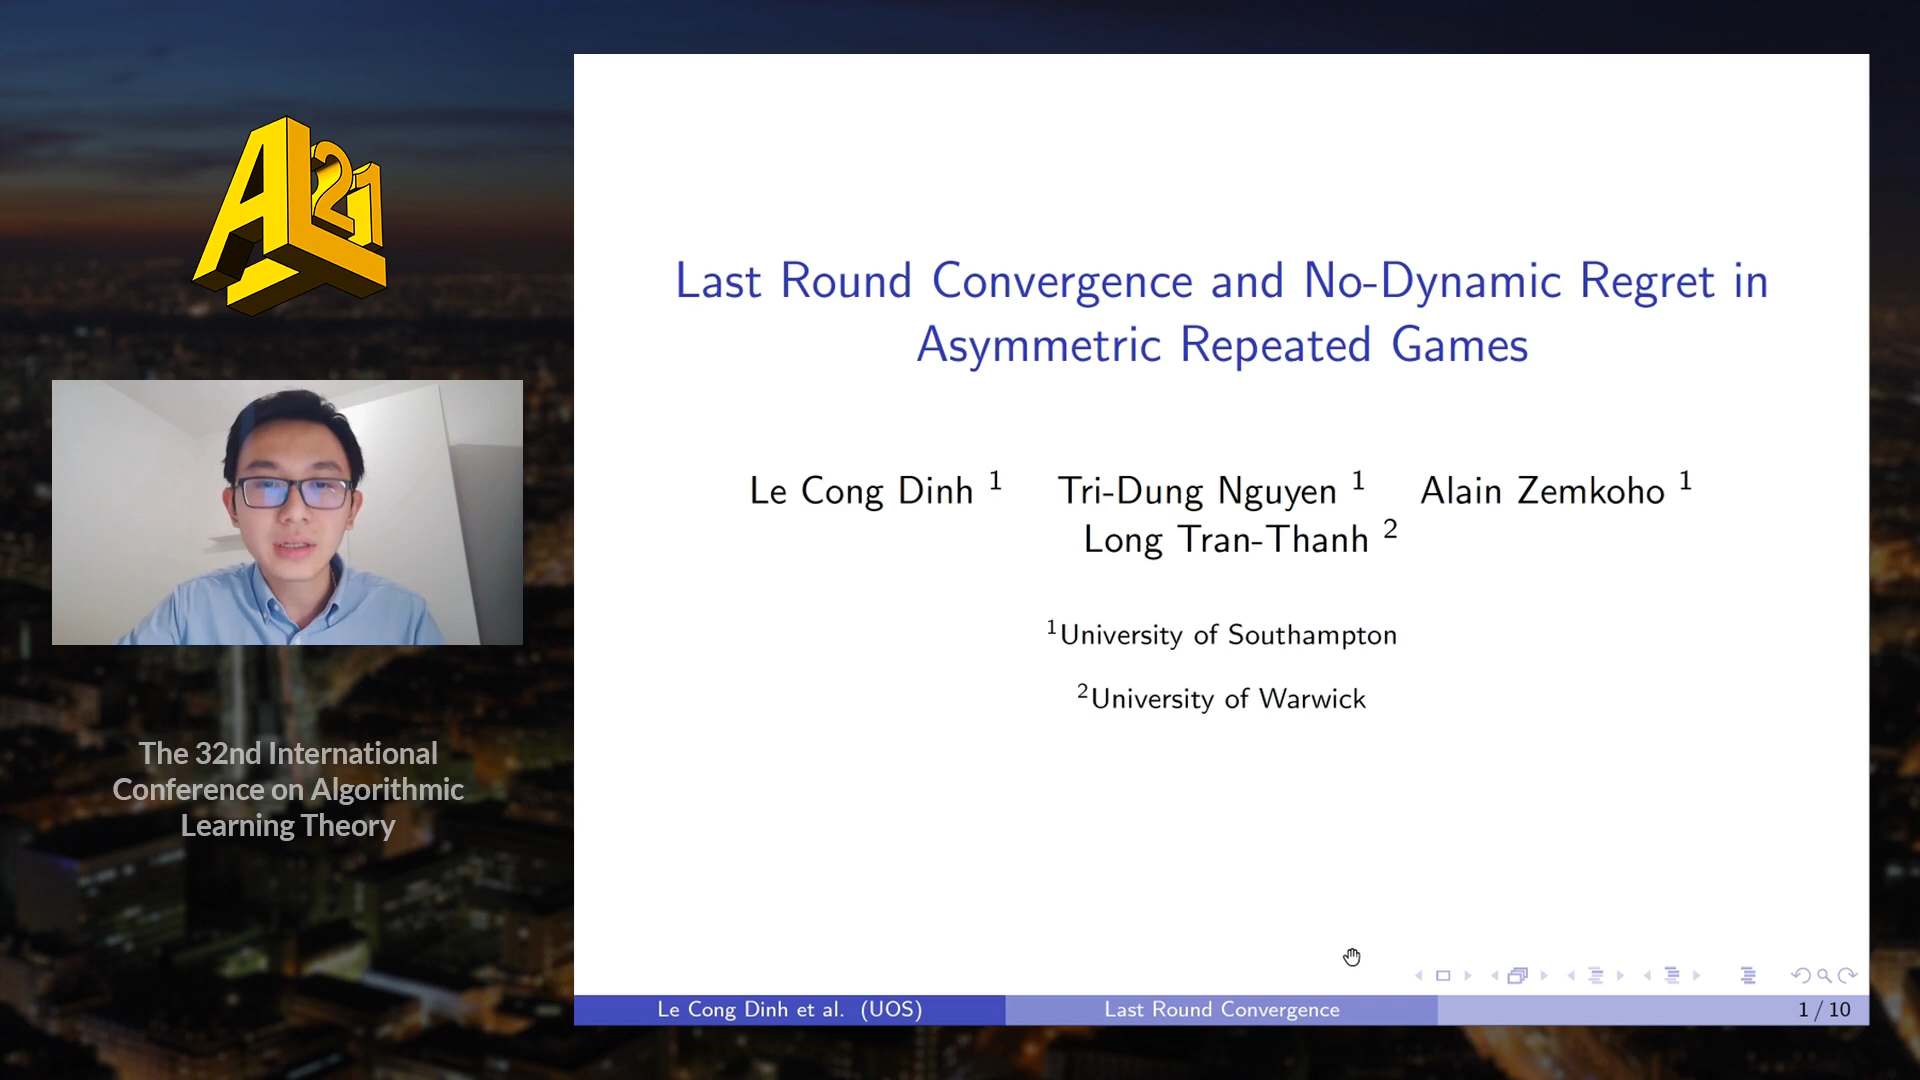 ALT 21
The 32nd International
Conference on Algorithmic
Learning Theory
Last Round Convergence and No-Dynamic Regret in
Asymmetric Repeated Games
Le Cong Dinh ¹ Tri-Dung Nguyen ¹ Alain Zemkoho ¹
Long Tran-Thanh ²
¹University of Southampton
²University of Warwick
Le Cong Dinh et al. (UOS) Last Round Convergence 1 / 10